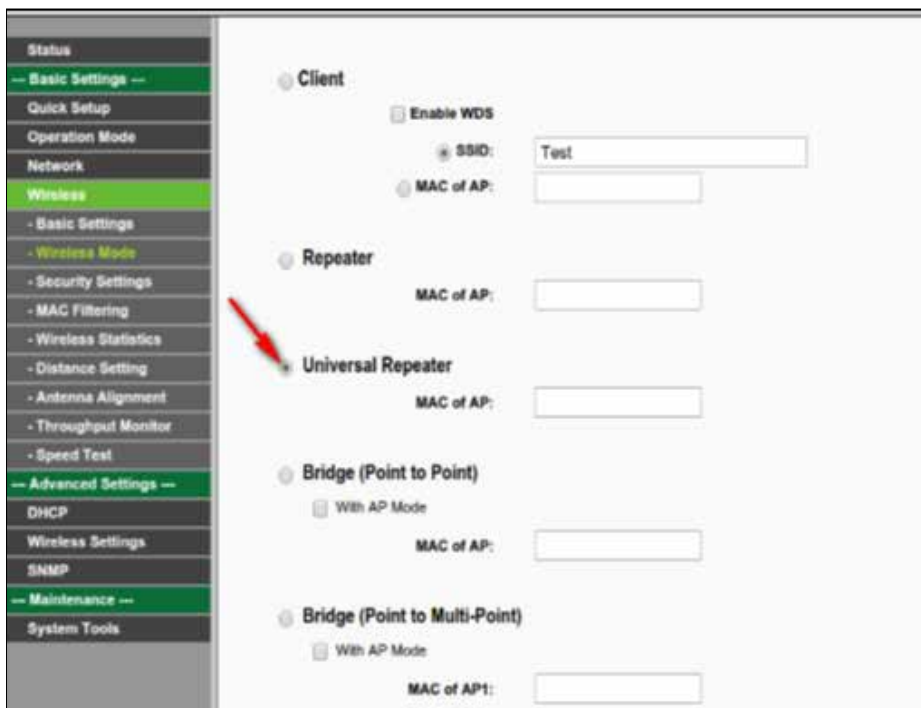 Status
--- Basic Settings ---
Quick Setup
Operation Mode
Network
Wireless
- Basic Settings
- Wireless Mode
- Security Settings
- MAC Filtering
- Wireless Statistics
- Distance Setting
- Antenna Alignment
- Throughput Monitor
- Speed Test
--- Advanced Settings ---
DHCP
Wireless Settings
SNMP
--- Maintenance ---
System Tools
Client
Enable WDS
SSID: Test
MAC of AP:
Repeater
MAC of AP:
Universal Repeater
MAC of AP:
Bridge (Point to Point)
With AP Mode
MAC of AP:
Bridge (Point to Multi-Point)
With AP Mode
MAC of AP1: